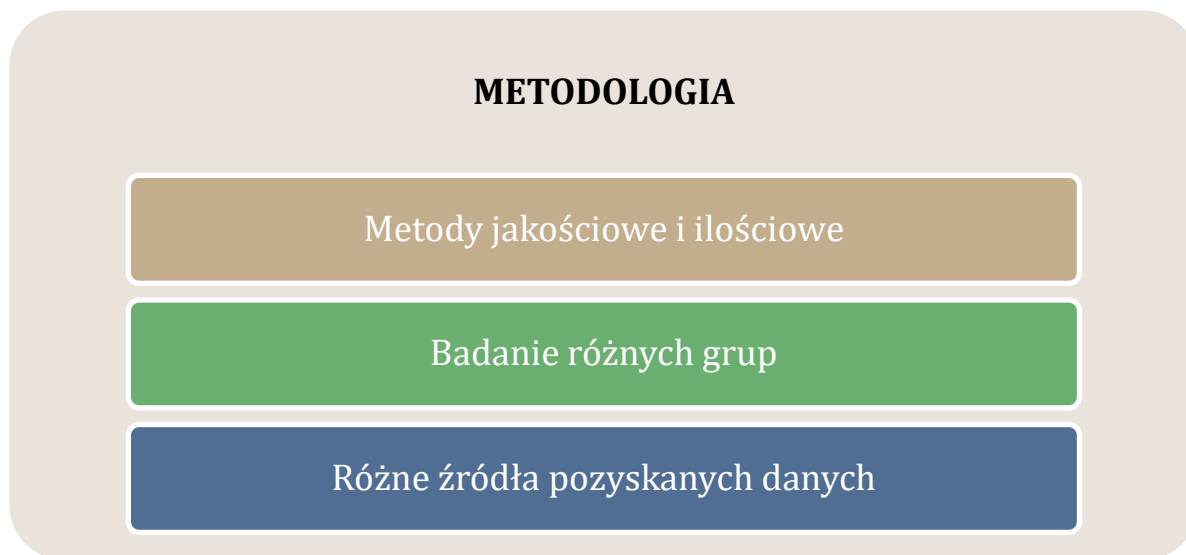 METODOLOGIA
Metody jakościowe i ilościowe
Badanie różnych grup
Różne źródła pozyskanych danych